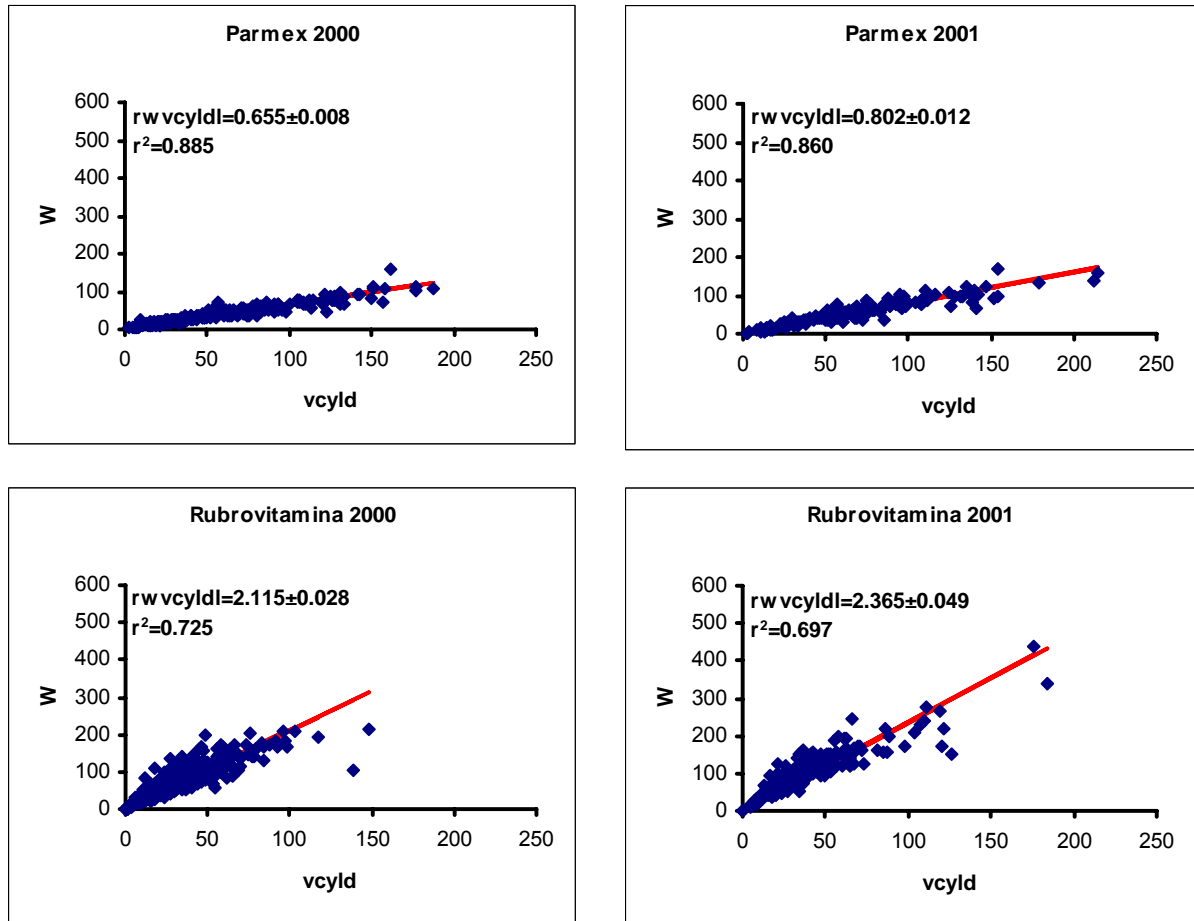 Parmex 2000
600
500
400
300
200
100
0
rwvcyldl=0.655±0.008
r²=0.885
W
0 50 100 150 200 250
vcyld
Parmex 2001
600
500
400
300
200
100
0
rwvcyldl=0.802±0.012
r²=0.860
W
0 50 100 150 200 250
vcyld
Rubrovitamina 2000
600
500
400
300
200
100
0
rwvcyldl=2.115±0.028
r²=0.725
W
0 50 100 150 200 250
vcyld
Rubrovitamina 2001
600
500
400
300
200
100
0
rwvcyldl=2.365±0.049
r²=0.697
W
0 50 100 150 200 250
vcyld